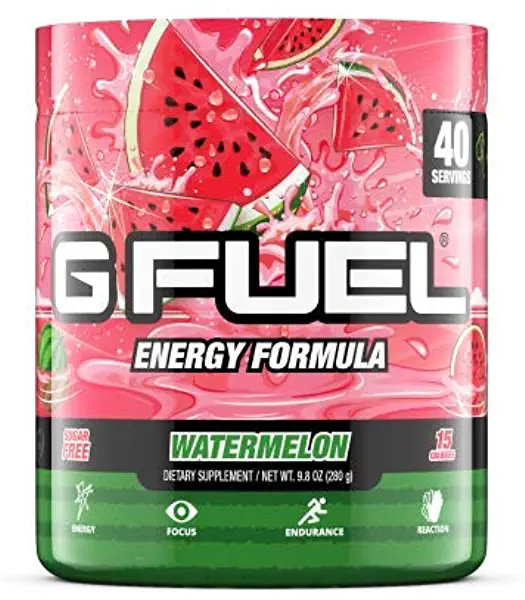 40
SERVINGS
G FUEL®
ENERGY FORMULA
SUGAR
FREE
WATERMELON
15
CALORIES
DIETARY SUPPLEMENT / NET WT. 9.8 OZ (280 g)
ENERGY
FOCUS
ENDURANCE
REACTION